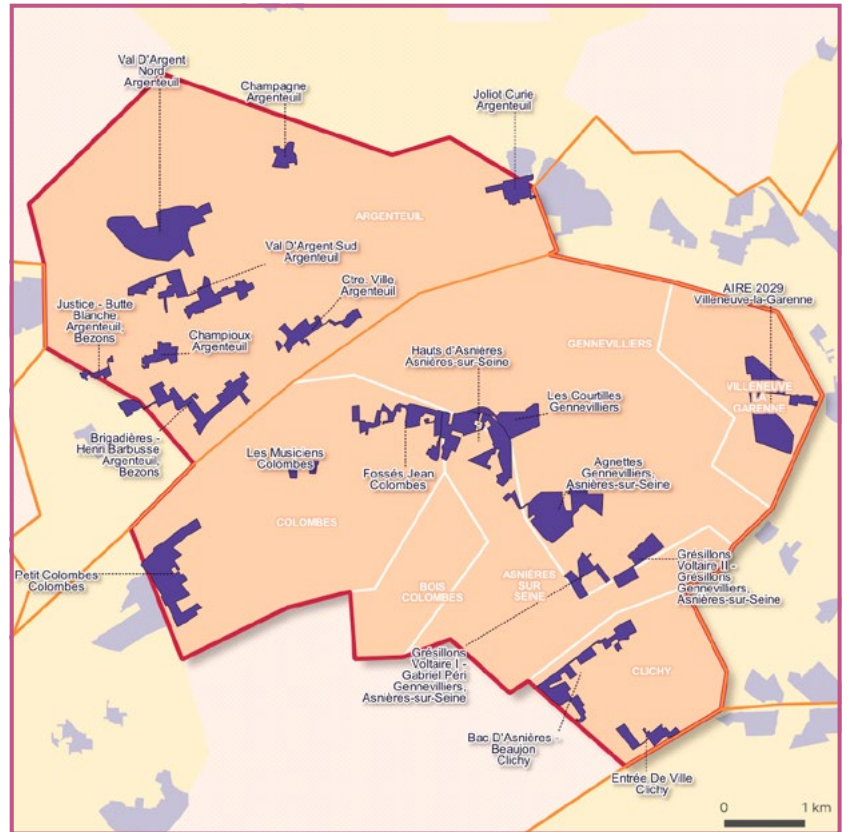 Val D'Argent
Nord
Argenteuil
Champagne
Argenteuil
Joliot Curie
Argenteuil
ARGENTEUIL
Val D'Argent Sud
Argenteuil
Ctre. Ville
Argenteuil
AIRE 2029
Villeneuve-la-Garenne
Justice - Butte
Blanche
Argenteuil,
Bezons
Champioux
Argenteuil
Hauts d'Asnières
Asnières-sur-Seine
GENNEVILLIERS
VILLENEUVE
LA
GARENNE
Les Courtilles
Gennevilliers
Brigadières -
Henri Barbusse
Argenteuil,
Bezons
Les Musiciens
Colombes
Fossés Jean
Colombes
Agnettes
Gennevilliers,
Asnières-sur-Seine
COLOMBES
Petit Colombes
Colombes
BOIS
COLOMBES
ASNIÈRES
SUR
SEINE
Grésillons
Voltaire II -
Grésillons
Gennevilliers,
Asnières-sur-Seine
Grésillons
Voltaire I -
Gabriel Péri
Gennevilliers,
Asnières-sur-Seine
CLICHY
Bac D'Asnières -
Beaujon
Clichy
Entrée De Ville
Clichy
0 1 km